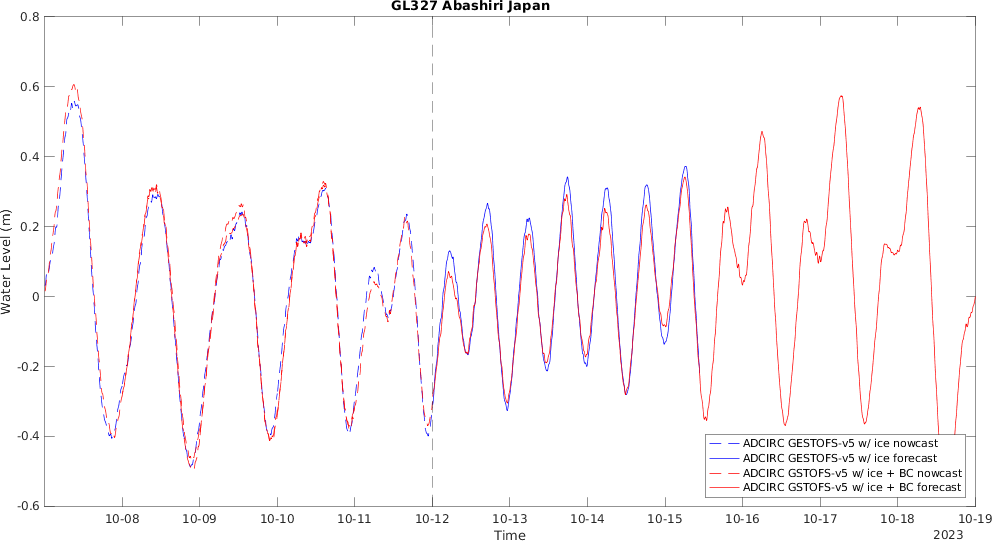 GL327 Abashiri Japan
0.8
0.6
0.4
0.2
0
-0.2
-0.4
-0.6
Water Level (m)
ADCIRC GESTOFS-v5 w/ ice nowcast
ADCIRC GESTOFS-v5 w/ ice forecast
ADCIRC GSTOFS-v5 w/ ice + BC nowcast
ADCIRC GSTOFS-v5 w/ ice + BC forecast
10-08 10-09 10-10 10-11 10-12 10-13 10-14 10-15 10-16 10-17 10-18 10-19
Time
2023